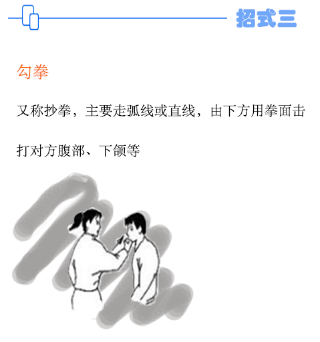 招式三
勾拳
又称抄拳，主要走弧线或直线，由下方用拳面击
打对方腹部、下颌等